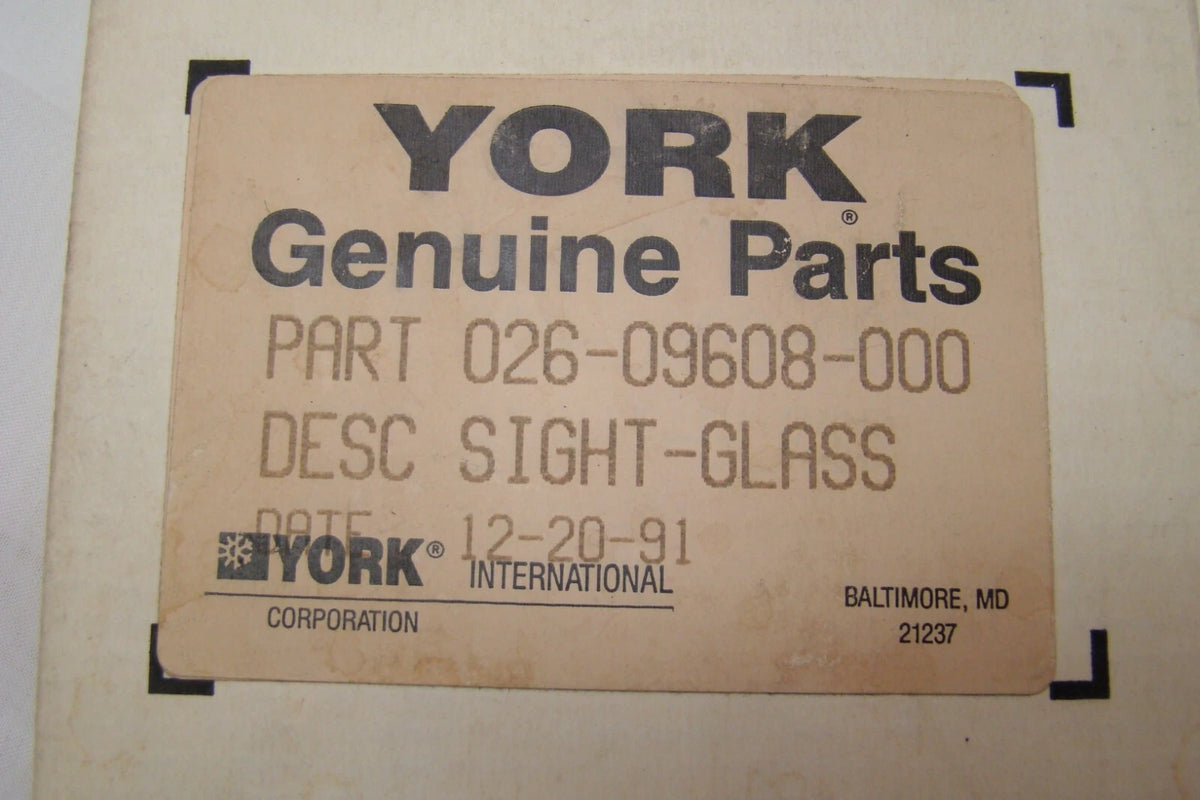 YORK®
Genuine Parts
PART 026-09608-000
DESC SIGHT-GLASS
DATE 12-20-91
YORK® INTERNATIONAL
CORPORATION
BALTIMORE, MD
21237